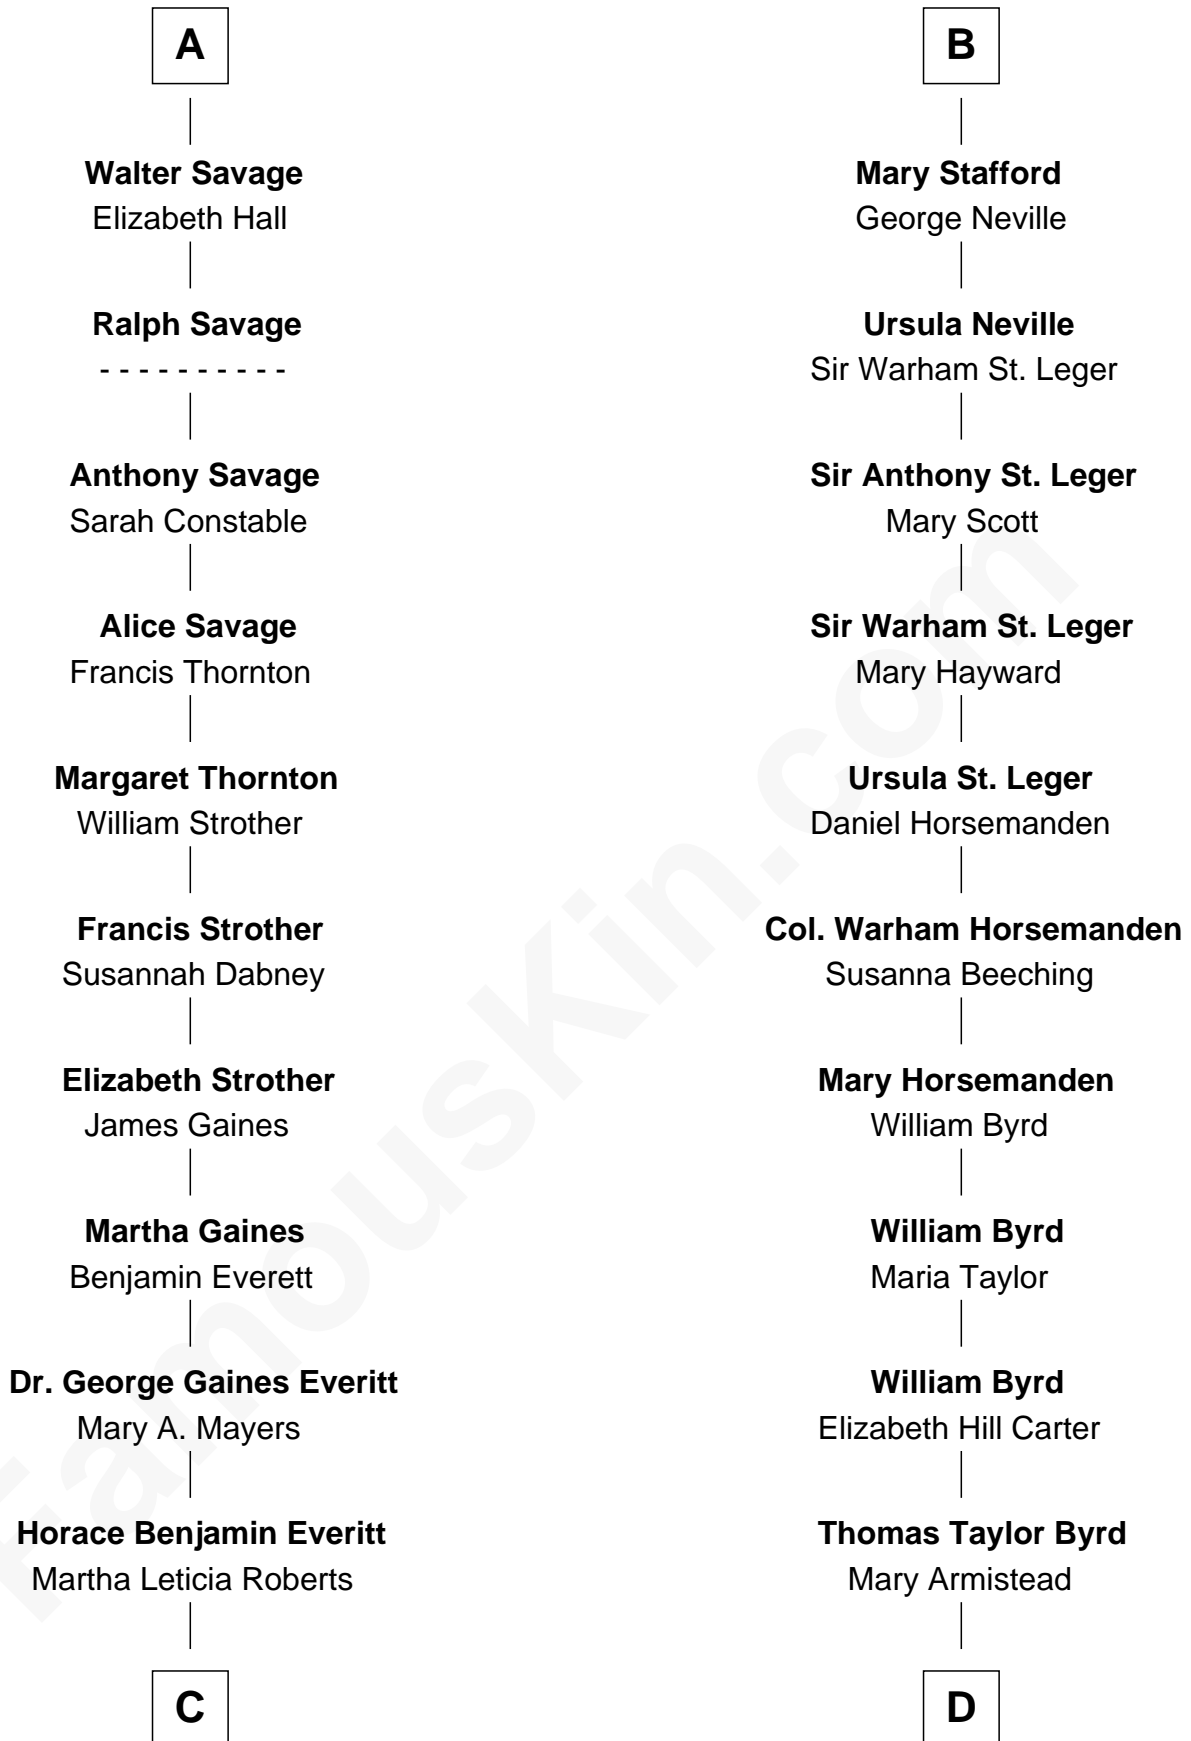 A
Walter Savage
Elizabeth Hall
Ralph Savage
- - - - - - - - - -
Anthony Savage
Sarah Constable
Alice Savage
Francis Thornton
Margaret Thornton
William Strother
Francis Strother
Susannah Dabney
Elizabeth Strother
James Gaines
Martha Gaines
Benjamin Everett
Dr. George Gaines Everitt
Mary A. Mayers
Horace Benjamin Everitt
Martha Leticia Roberts
C
B
Mary Stafford
George Neville
Ursula Neville
Sir Warham St. Leger
Sir Anthony St. Leger
Mary Scott
Sir Warham St. Leger
Mary Hayward
Ursula St. Leger
Daniel Horsemanden
Col. Warham Horsemanden
Susanna Beeching
Mary Horsemanden
William Byrd
William Byrd
Maria Taylor
William Byrd
Elizabeth Hill Carter
Thomas Taylor Byrd
Mary Armistead
D
FamousKin.com